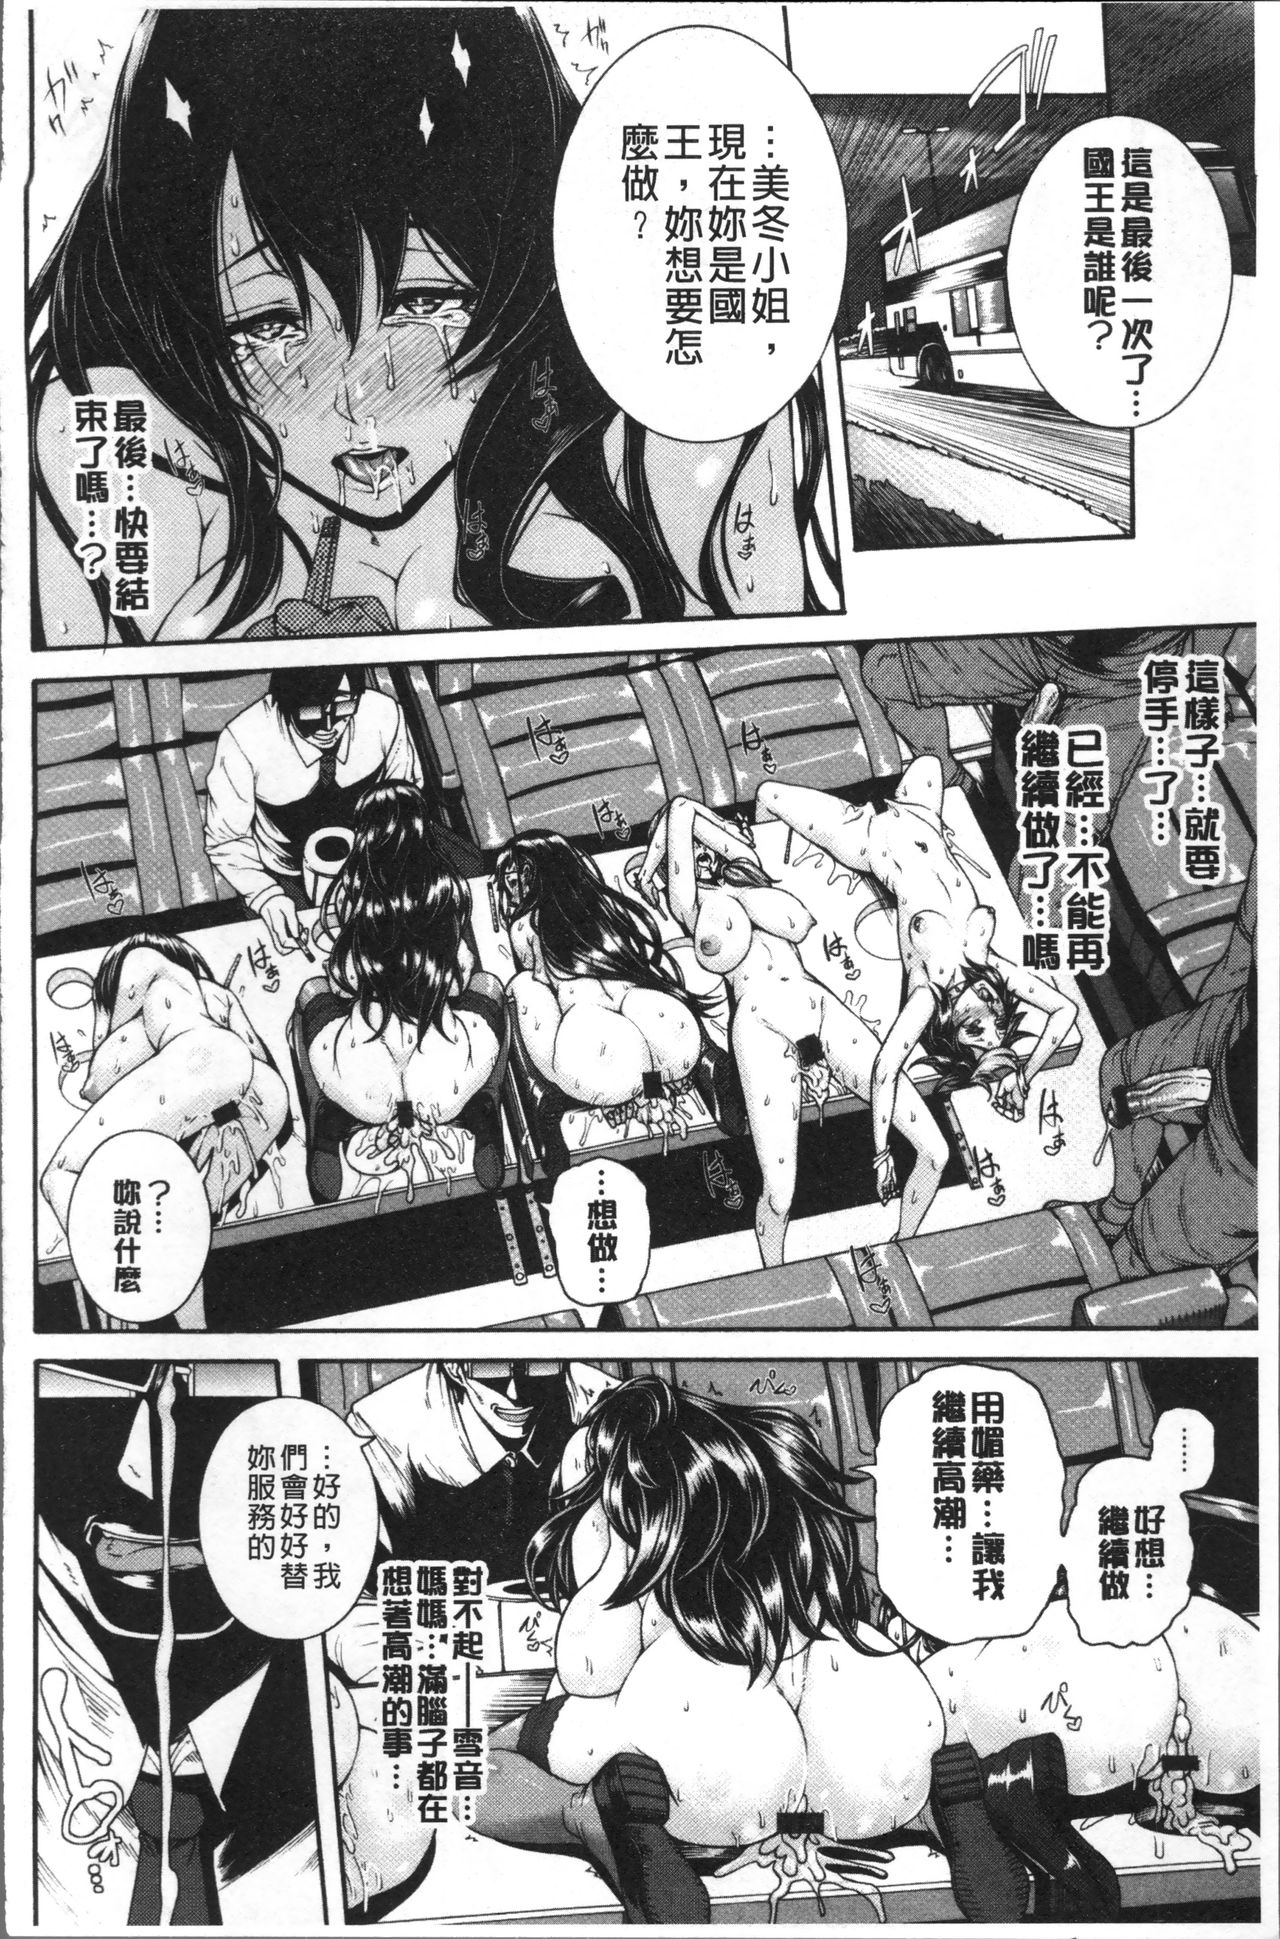 這是最後一次了…
國王是誰呢？
…美冬小姐，
現在妳是國
王，妳想要怎
麼做？
最後…快要結
束了嗎…？
這樣子…就要
停手…了…
已經…不能再
繼續做了…嗎
…想做…
？…
妳說什麼
……
好想…
繼續做
用媚藥…讓我
繼續高潮…
對不起——雪音…
媽媽…滿腦子都在
想著高潮的事…
…好的，我
們會好好替
妳服務的